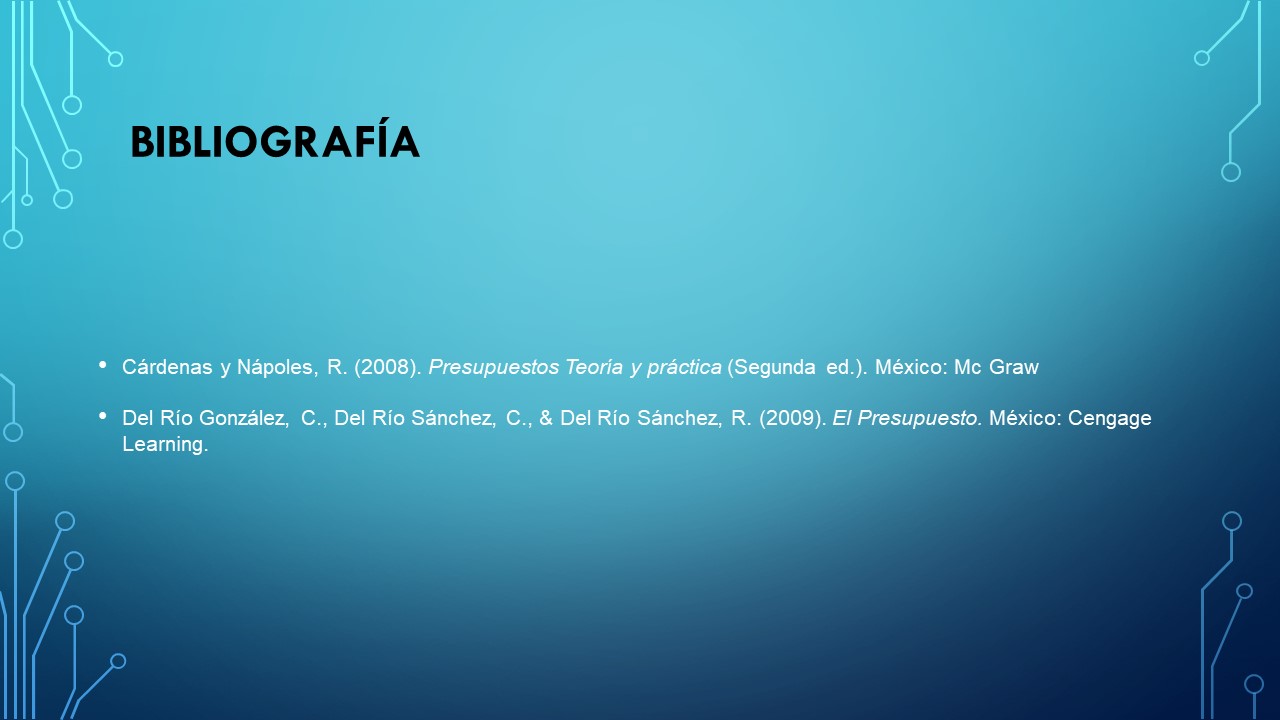 BIBLIOGRAFÍA
• Cárdenas y Nápoles, R. (2008). Presupuestos Teoría y práctica (Segunda ed.). México: Mc Graw
• Del Río González, C., Del Río Sánchez, C., & Del Río Sánchez, R. (2009). El Presupuesto. México: Cengage
Learning.